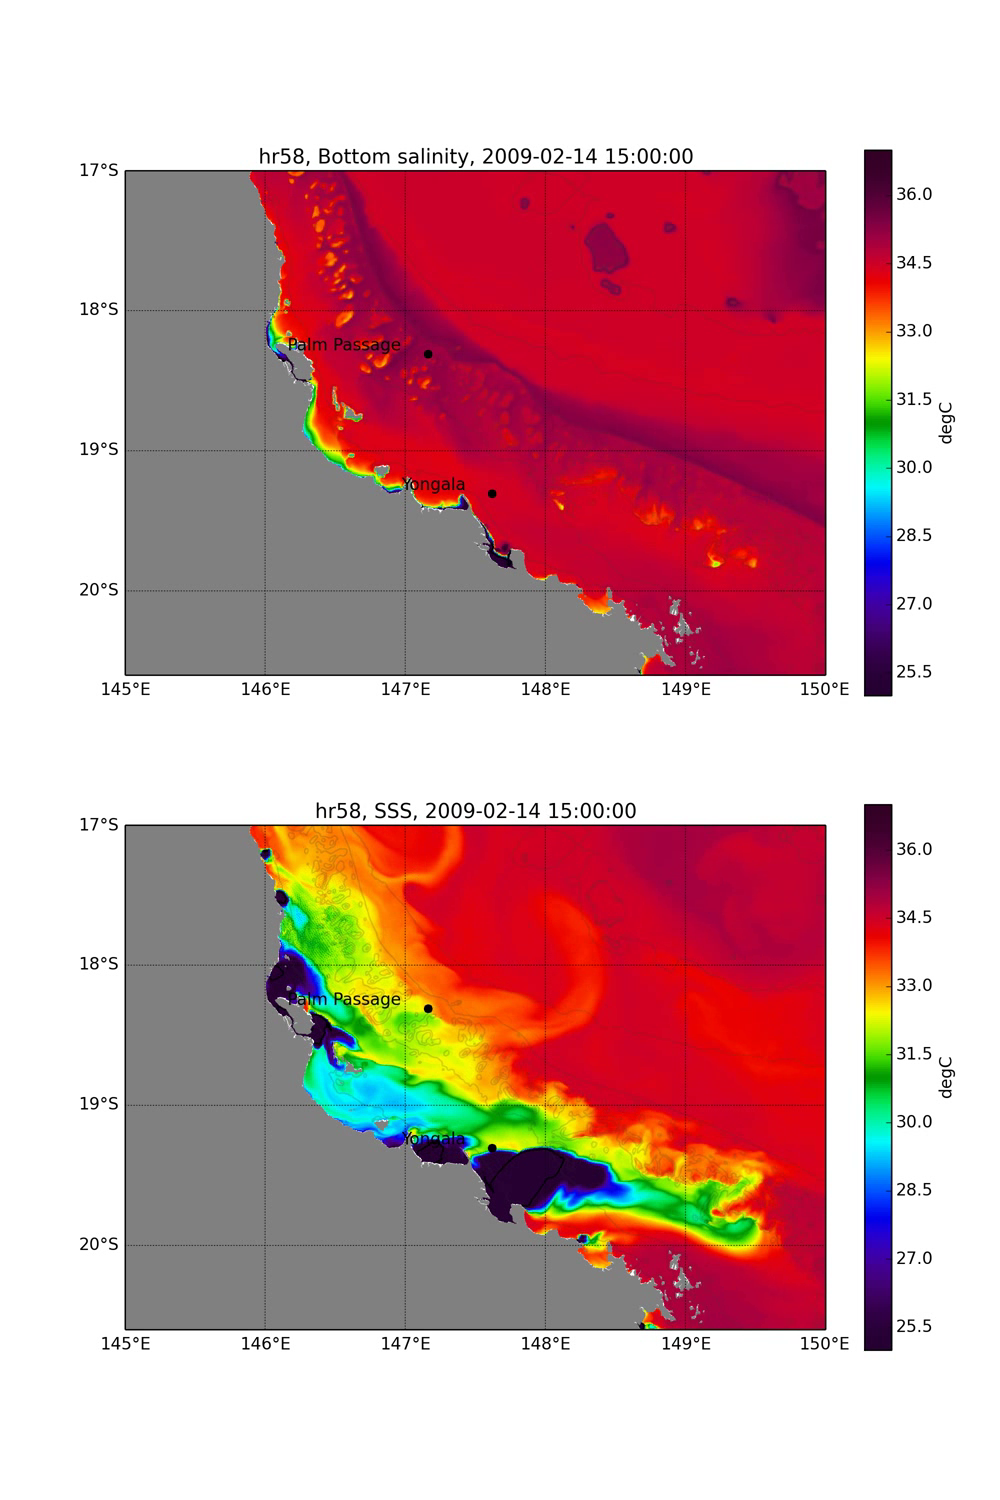 hr58, Bottom salinity, 2009-02-14 15:00:00
17°S
18°S
19°S
20°S
Palm Passage
Yongala
145°E 146°E 147°E 148°E 149°E 150°E
36.0
34.5
33.0
31.5
30.0
28.5
27.0
25.5
degC
hr58, SSS, 2009-02-14 15:00:00
17°S
18°S
19°S
20°S
Palm Passage
Yongala
145°E 146°E 147°E 148°E 149°E 150°E
36.0
34.5
33.0
31.5
30.0
28.5
27.0
25.5
degC